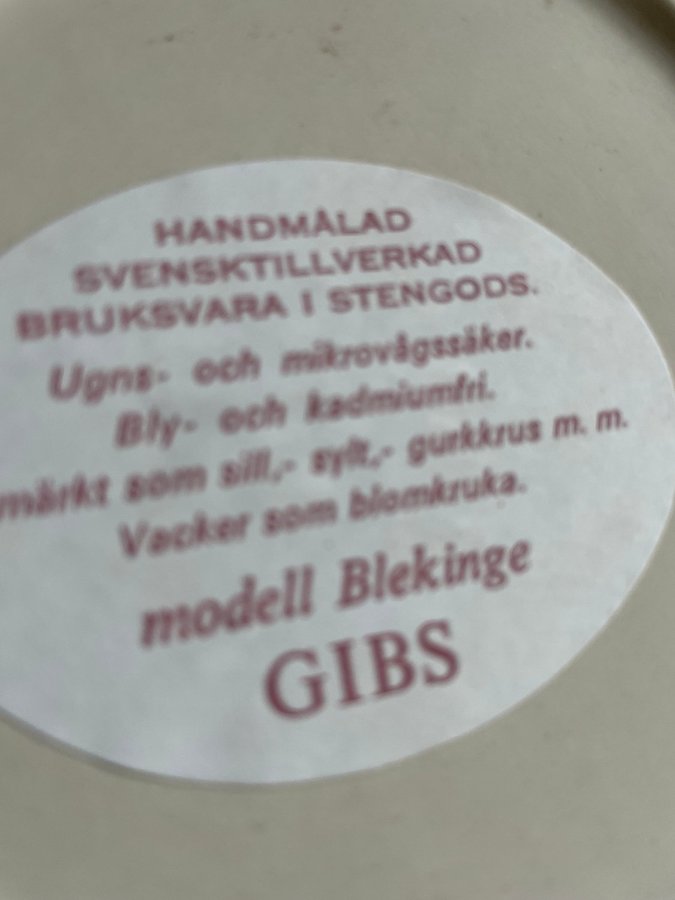 HANDMÅLAD
SVENSKTILLVERKAD
BRUKSVARA I STENGODS.
Ugns- och mikrovågssäker.
Bly- och kadmiumfri.
märkt som sill,- sylt,- gurkkrus m. m.
Vacker som blomkruka.
modell Blekinge
GIBS